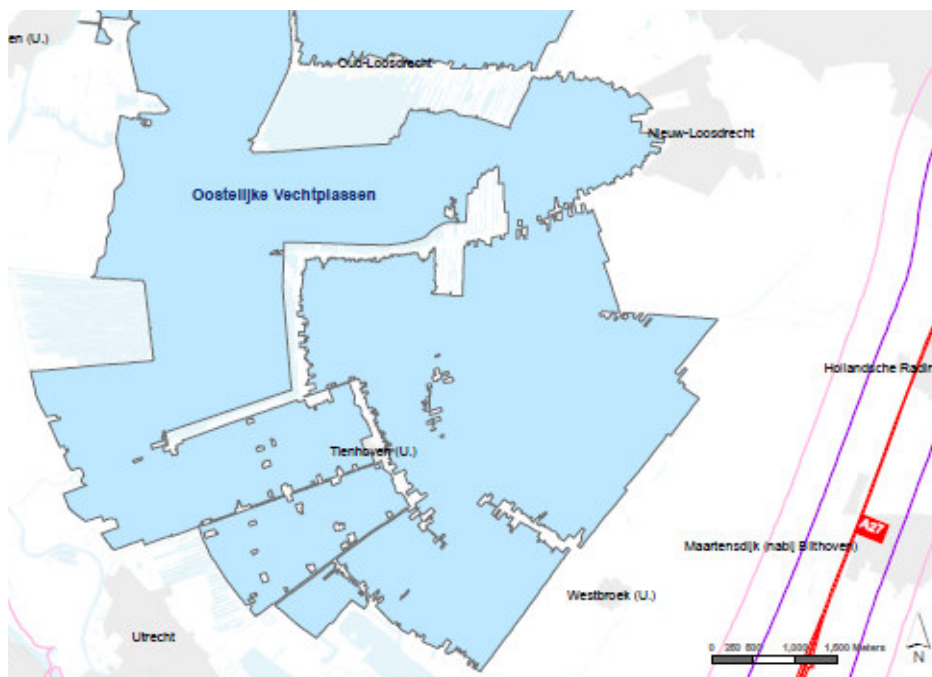 en (U.)
Oud-Loosdrecht
Nieuw-Loosdrecht
Oostelijke Vechtplassen
Hollandsche Radin
Tienhoven (U.)
A27
Maartensdijk (nabij Bilthoven)
Westbroek (U.)
Utrecht
0 250 500 1,000 1,500 Meters
N